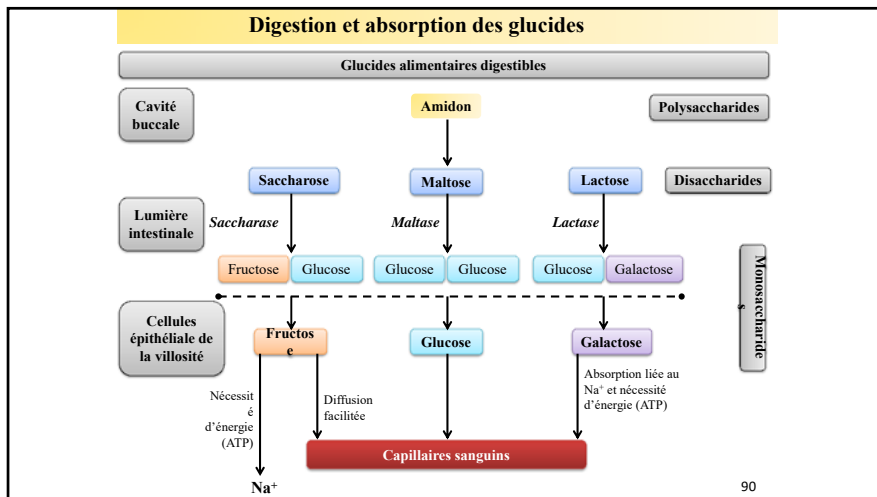 Digestion et absorption des glucides
Glucides alimentaires digestibles
Cavité
buccale
Amidon
Polysaccharides
Saccharose
Maltose
Lactose
Disaccharides
Lumière
intestinale
Saccharase
Maltase
Lactase
Fructose
Glucose
Glucose
Glucose
Glucose
Galactose
Monosaccharide
s
Cellules
épithéliale de
la villosité
Fructos
e
Glucose
Galactose
Nécessit
é
d’énergie
(ATP)
Diffusion
facilitée
Absorption liée au
Na⁺ et nécessité
d’énergie (ATP)
Capillaires sanguins
Na⁺
90